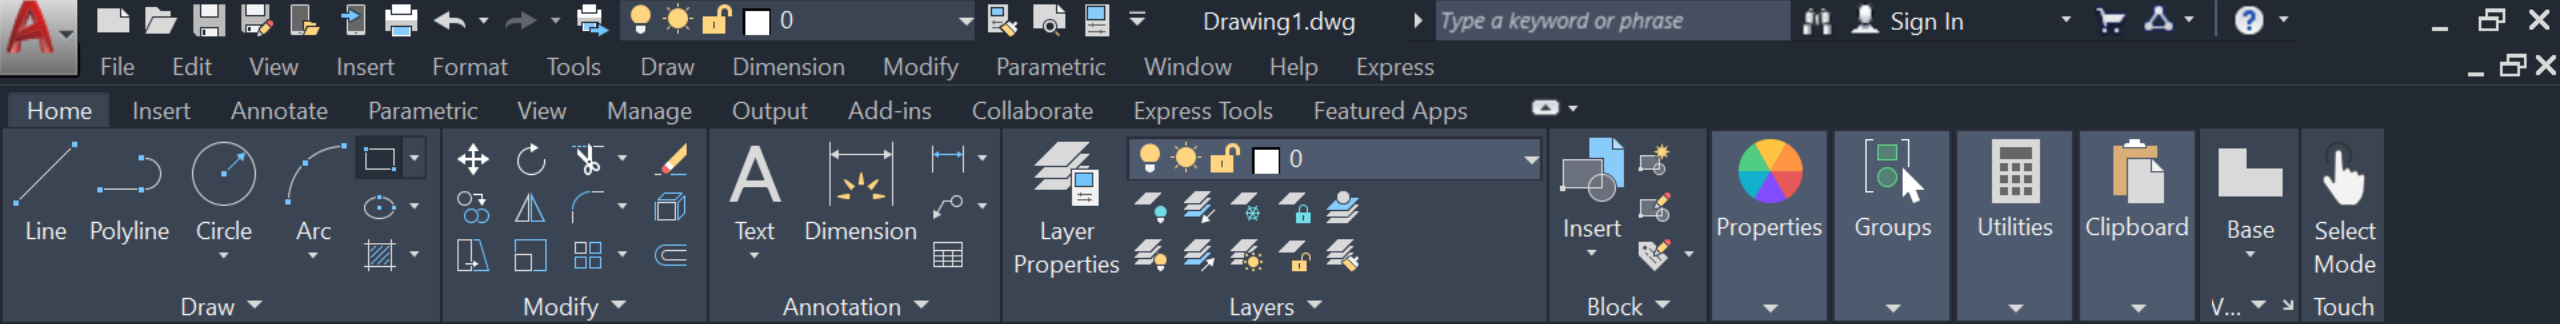 0 Drawing1.dwg Type a keyword or phrase Sign In
File Edit View Insert Format Tools Draw Dimension Modify Parametric Window Help Express
Home Insert Annotate Parametric View Manage Output Add-ins Collaborate Express Tools Featured Apps
0
Line Polyline Circle Arc Text Dimension Layer Properties Insert Properties Groups Utilities Clipboard Base Select Mode
Draw Modify Annotation Layers Block V... Touch